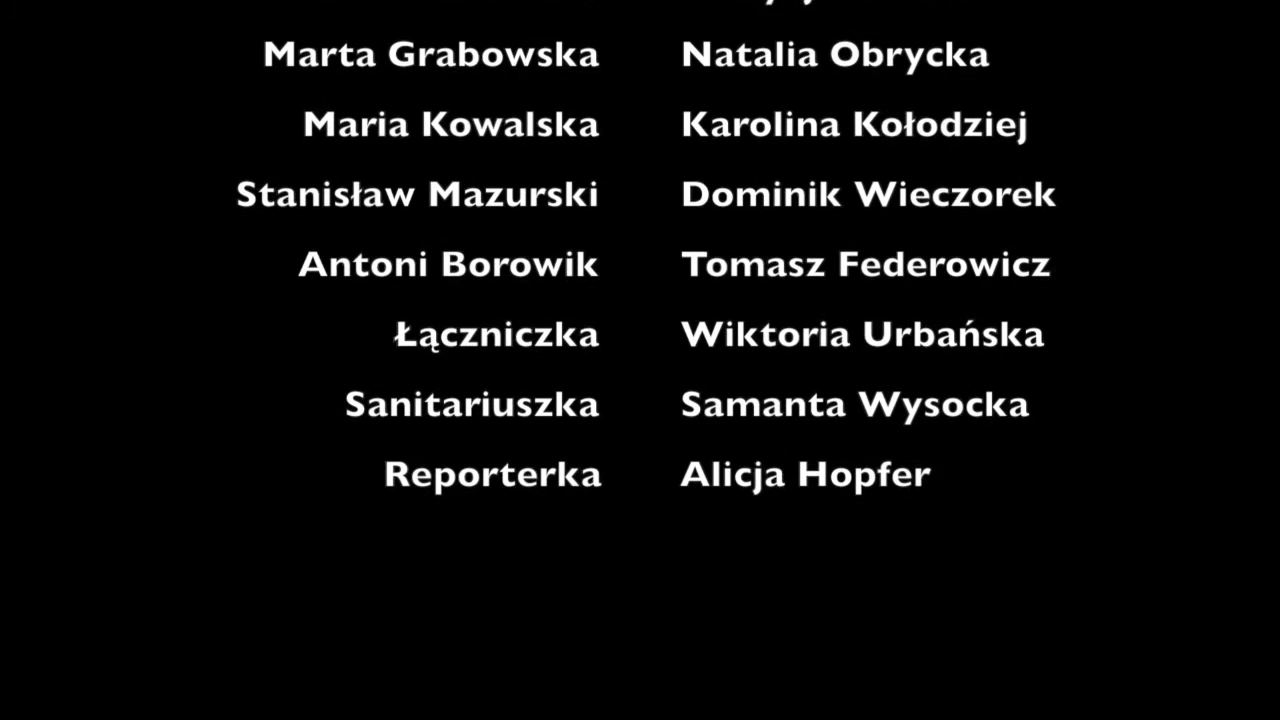 Marta Grabowska Natalia Obrycka
Maria Kowalska Karolina Kołodziej
Stanisław Mazurski Dominik Wieczorek
Antoni Borowik Tomasz Federowicz
Łączniczka Wiktoria Urbańska
Sanitariuszka Samanta Wysocka
Reporterka Alicja Hopfer